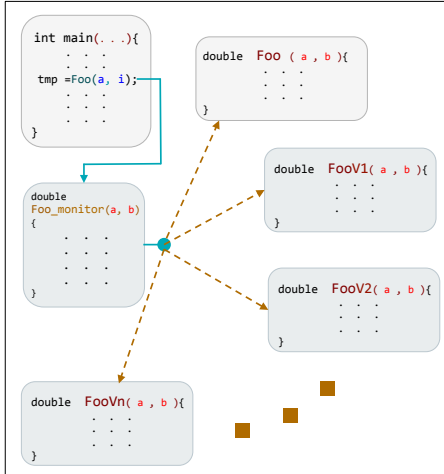 int main(. . .){
. . .
. . .
tmp =Foo(a, i);
. . .
. . .
. . .
}
double Foo ( a , b ){
. . .
. . .
. . .
}
double
Foo_monitor(a, b)
{
. . . .
. . . .
. . . .
. . . .
}
double FooV1( a , b ){
. . .
. . .
. . .
}
double FooV2( a , b ){
. . .
. . .
. . .
}
double FooVn( a , b ){
. . .
. . .
. . .
}